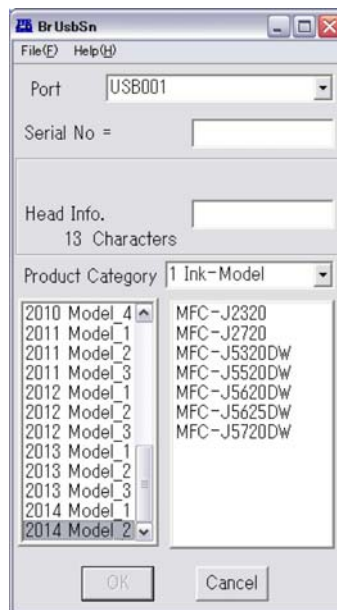 BrUsbSn
File(F) Help(H)
Port USB001
Serial No =
Head Info.
13 Characters
Product Category 1 Ink-Model
2010 Model_4
2011 Model_1
2011 Model_2
2011 Model_3
2012 Model_1
2012 Model_2
2012 Model_3
2013 Model_1
2013 Model_2
2013 Model_3
2014 Model_1
2014 Model_2
MFC-J2320
MFC-J2720
MFC-J5320DW
MFC-J5520DW
MFC-J5620DW
MFC-J5625DW
MFC-J5720DW
OK Cancel